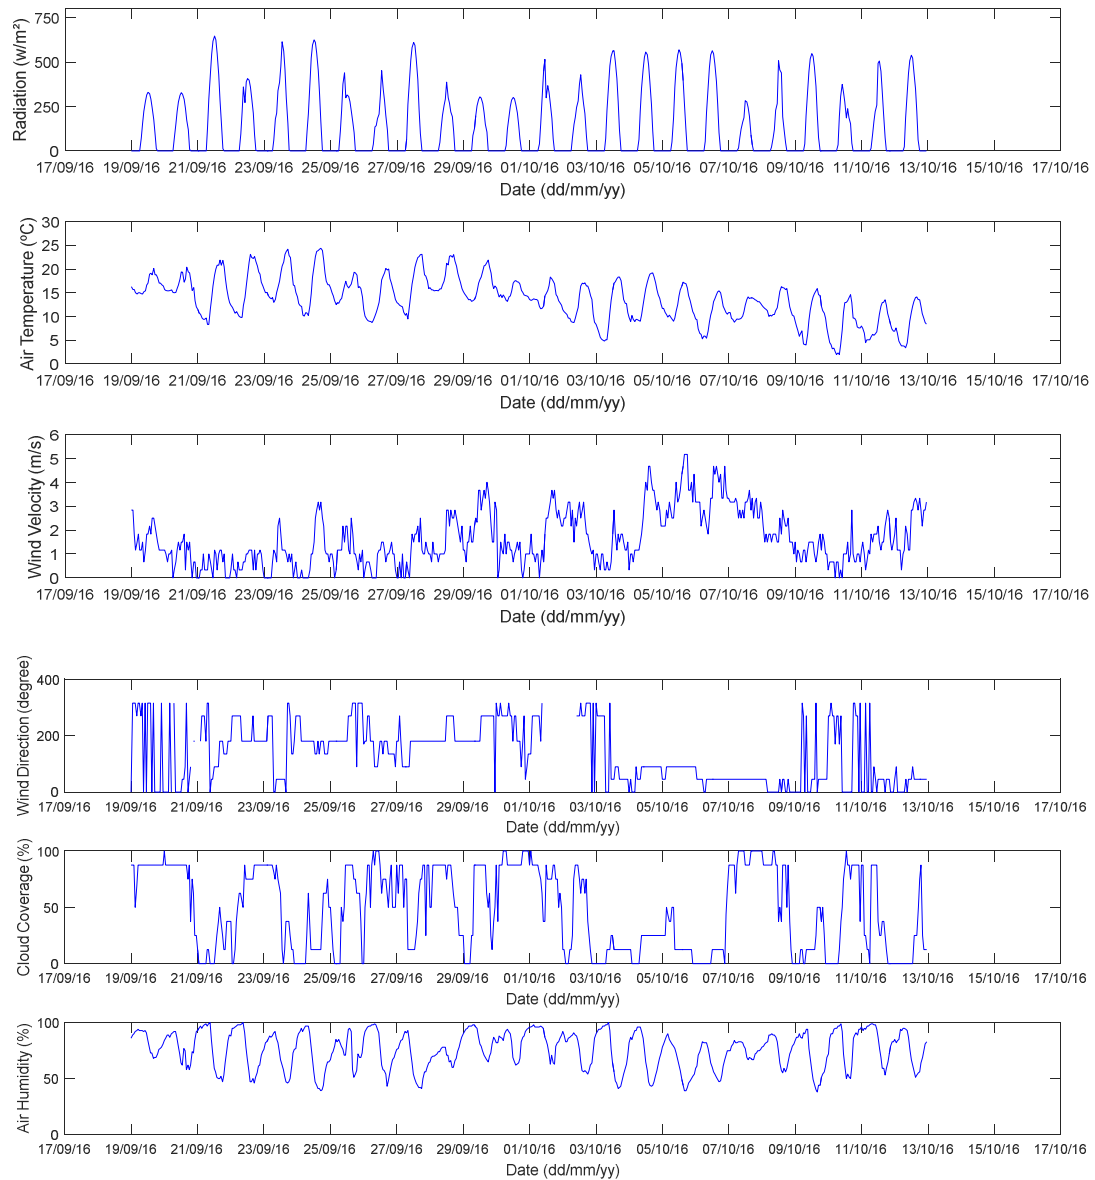 Radiation (w/m²)
750
500
250
0
17/09/16 19/09/16 21/09/16 23/09/16 25/09/16 27/09/16 29/09/16 01/10/16 03/10/16 05/10/16 07/10/16 09/10/16 11/10/16 13/10/16 15/10/16 17/10/16
Date (dd/mm/yy)
Air Temperature (ºC)
30
25
20
15
10
5
0
17/09/16 19/09/16 21/09/16 23/09/16 25/09/16 27/09/16 29/09/16 01/10/16 03/10/16 05/10/16 07/10/16 09/10/16 11/10/16 13/10/16 15/10/16 17/10/16
Date (dd/mm/yy)
Wind Velocity (m/s)
6
5
4
3
2
1
0
17/09/16 19/09/16 21/09/16 23/09/16 25/09/16 27/09/16 29/09/16 01/10/16 03/10/16 05/10/16 07/10/16 09/10/16 11/10/16 13/10/16 15/10/16 17/10/16
Date (dd/mm/yy)
Wind Direction (degree)
400
200
0
17/09/16 19/09/16 21/09/16 23/09/16 25/09/16 27/09/16 29/09/16 01/10/16 03/10/16 05/10/16 07/10/16 09/10/16 11/10/16 13/10/16 15/10/16 17/10/16
Date (dd/mm/yy)
Cloud Coverage (%)
100
50
0
17/09/16 19/09/16 21/09/16 23/09/16 25/09/16 27/09/16 29/09/16 01/10/16 03/10/16 05/10/16 07/10/16 09/10/16 11/10/16 13/10/16 15/10/16 17/10/16
Date (dd/mm/yy)
Air Humidity (%)
100
50
0
17/09/16 19/09/16 21/09/16 23/09/16 25/09/16 27/09/16 29/09/16 01/10/16 03/10/16 05/10/16 07/10/16 09/10/16 11/10/16 13/10/16 15/10/16 17/10/16
Date (dd/mm/yy)